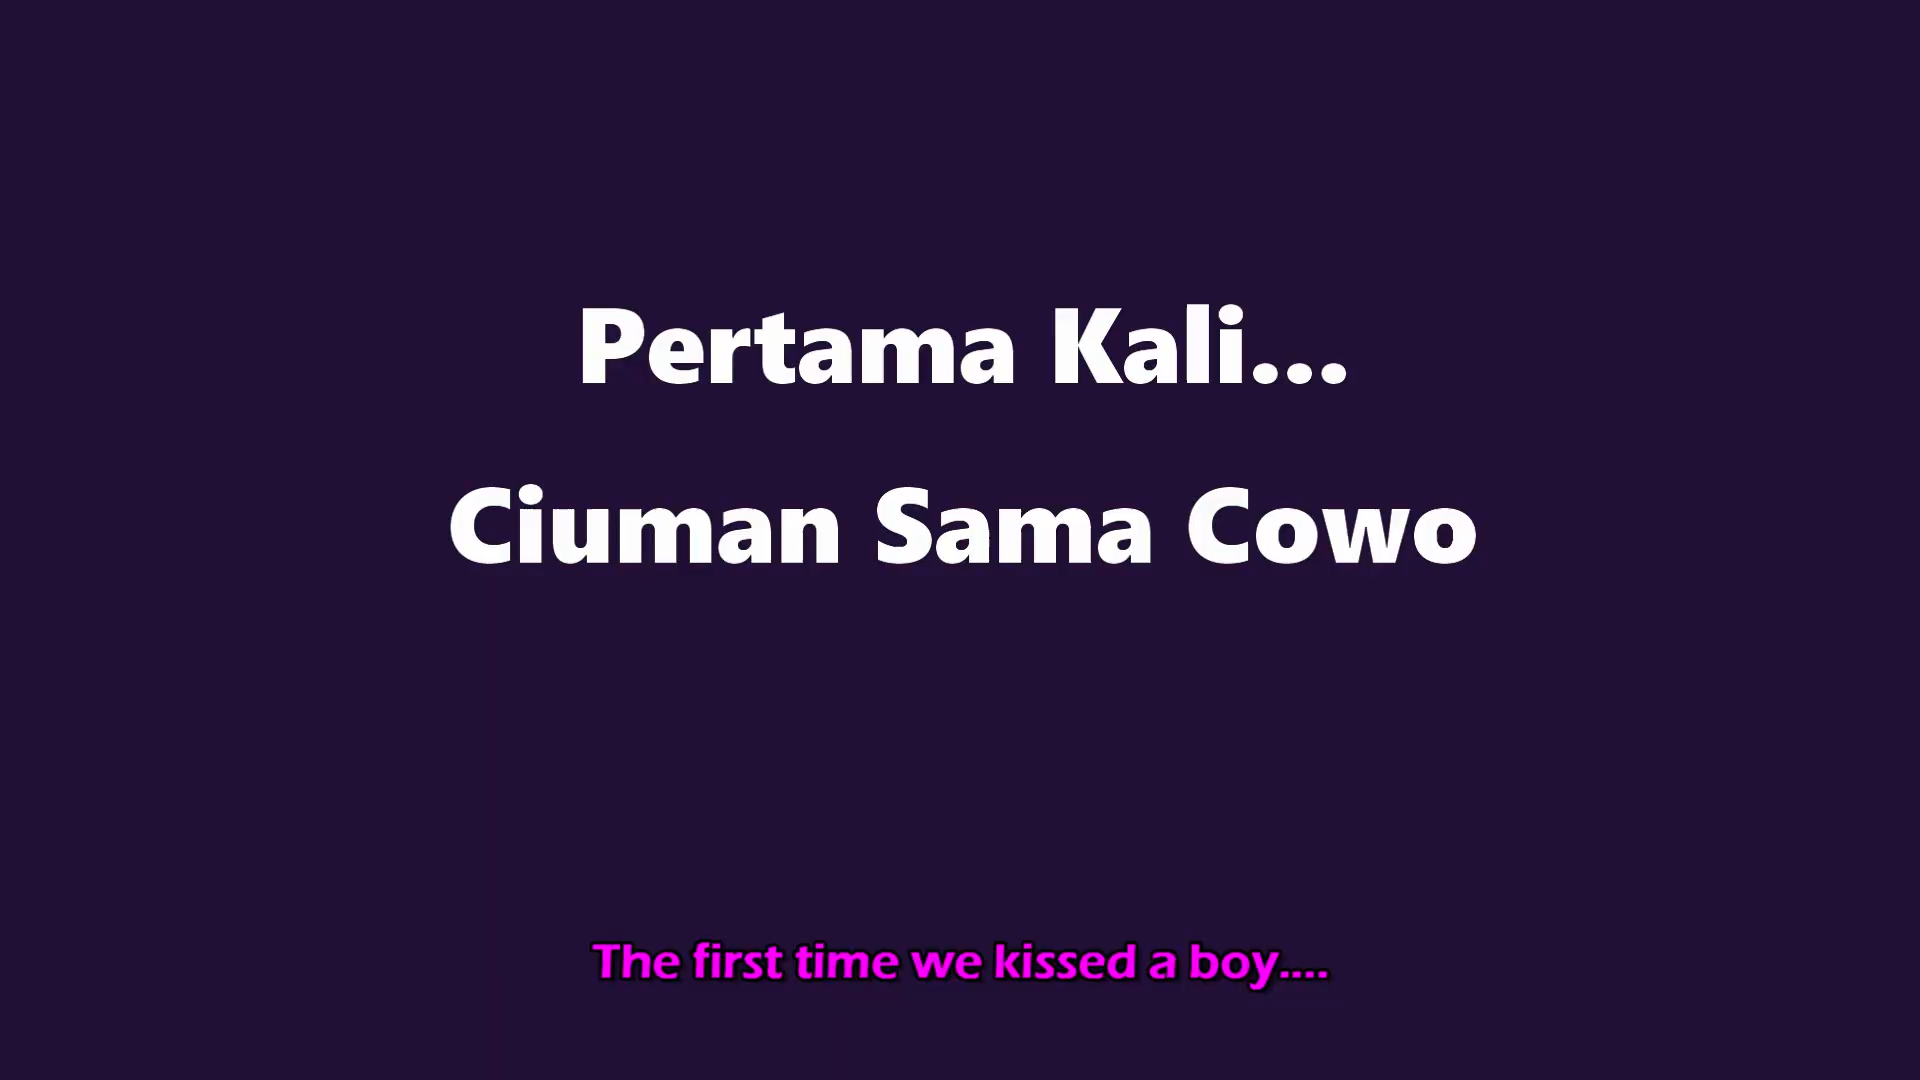 Pertama Kali...
Ciuman Sama Cowo
The first time we kissed a boy....